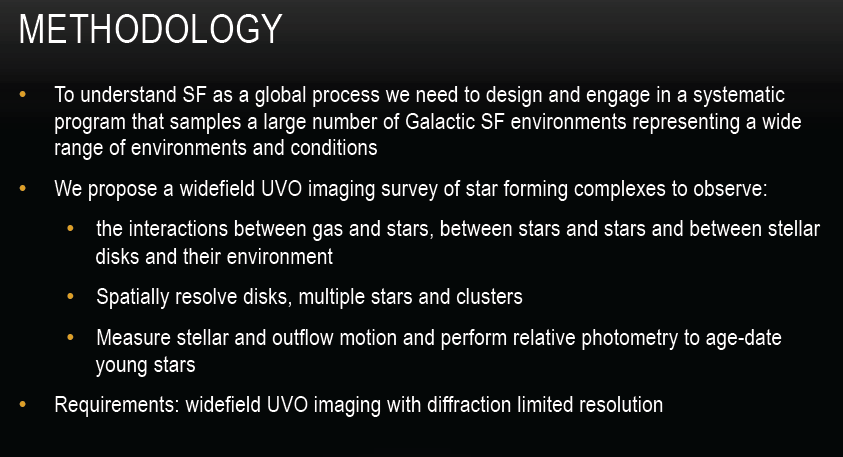 METHODOLOGY
• To understand SF as a global process we need to design and engage in a systematic
program that samples a large number of Galactic SF environments representing a wide
range of environments and conditions
• We propose a widefield UVO imaging survey of star forming complexes to observe:
• the interactions between gas and stars, between stars and stars and between stellar
disks and their environment
• Spatially resolve disks, multiple stars and clusters
• Measure stellar and outflow motion and perform relative photometry to age-date
young stars
• Requirements: widefield UVO imaging with diffraction limited resolution